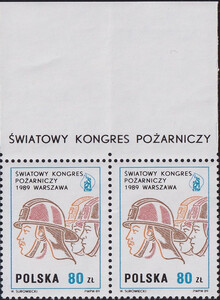 ŚWIATOWY KONGRES POŻARNICZY
ŚWIATOWY KONGRES
POŻARNICZY
1989 WARSZAWA
POLSKA 80 ZŁ
ŚWIATOWY KONGRES
POŻARNICZY
1989 WARSZAWA
POLSKA 80 ZŁ